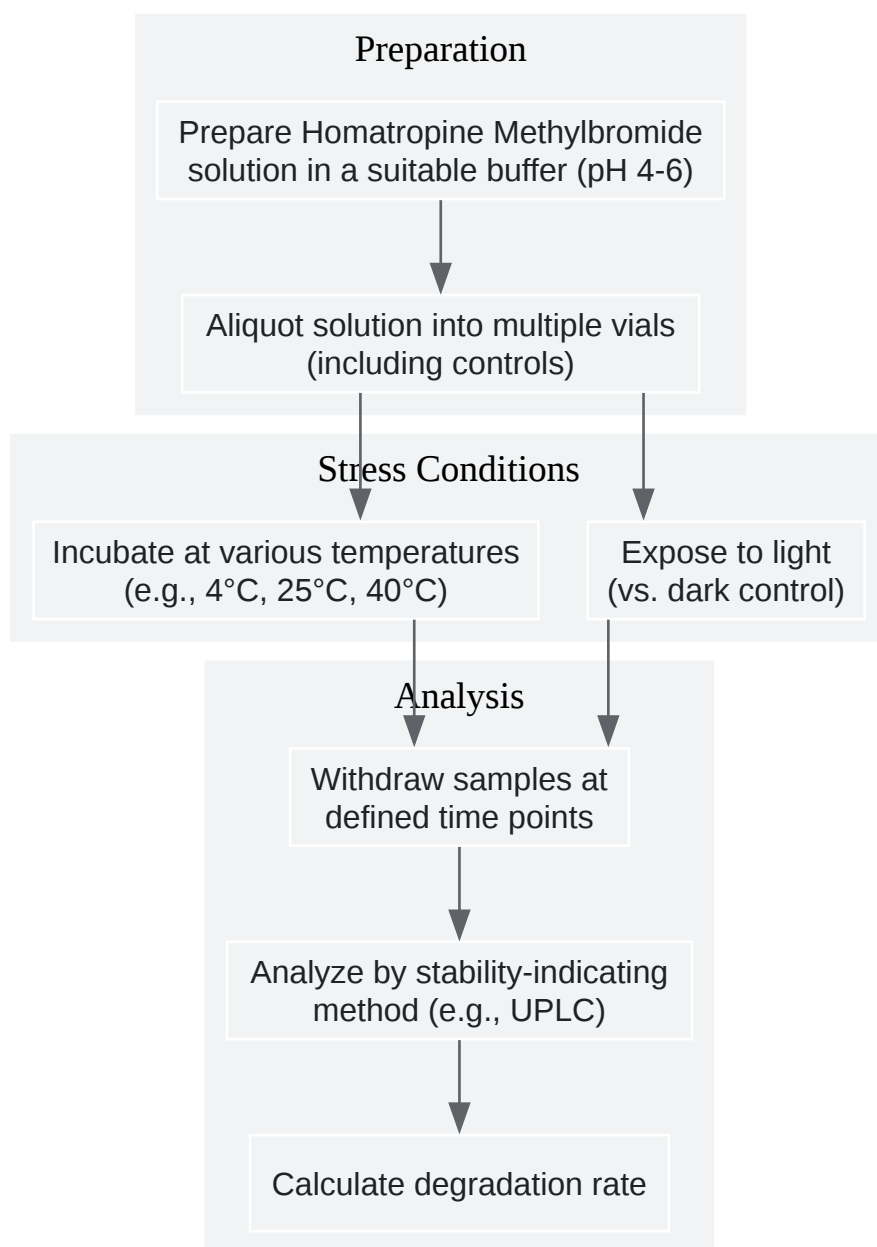 Preparation
Prepare Homatropine Methylbromide
solution in a suitable buffer (pH 4-6)
Aliquot solution into multiple vials
(including controls)
Stress Conditions
Incubate at various temperatures
(e.g., 4°C, 25°C, 40°C)
Expose to light
(vs. dark control)
Analysis
Withdraw samples at
defined time points
Analyze by stability-indicating
method (e.g., UPLC)
Calculate degradation rate